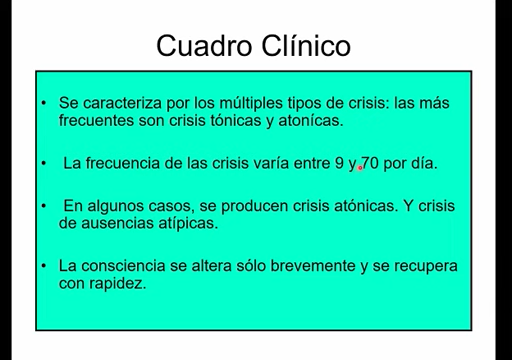 Cuadro Clínico
• Se caracteriza por los múltiples tipos de crisis: las más
frecuentes son crisis tónicas y atonícas.
• La frecuencia de las crisis varía entre 9 y 70 por día.
• En algunos casos, se producen crisis atónicas. Y crisis
de ausencias atípicas.
• La consciencia se altera sólo brevemente y se recupera
con rapidez.